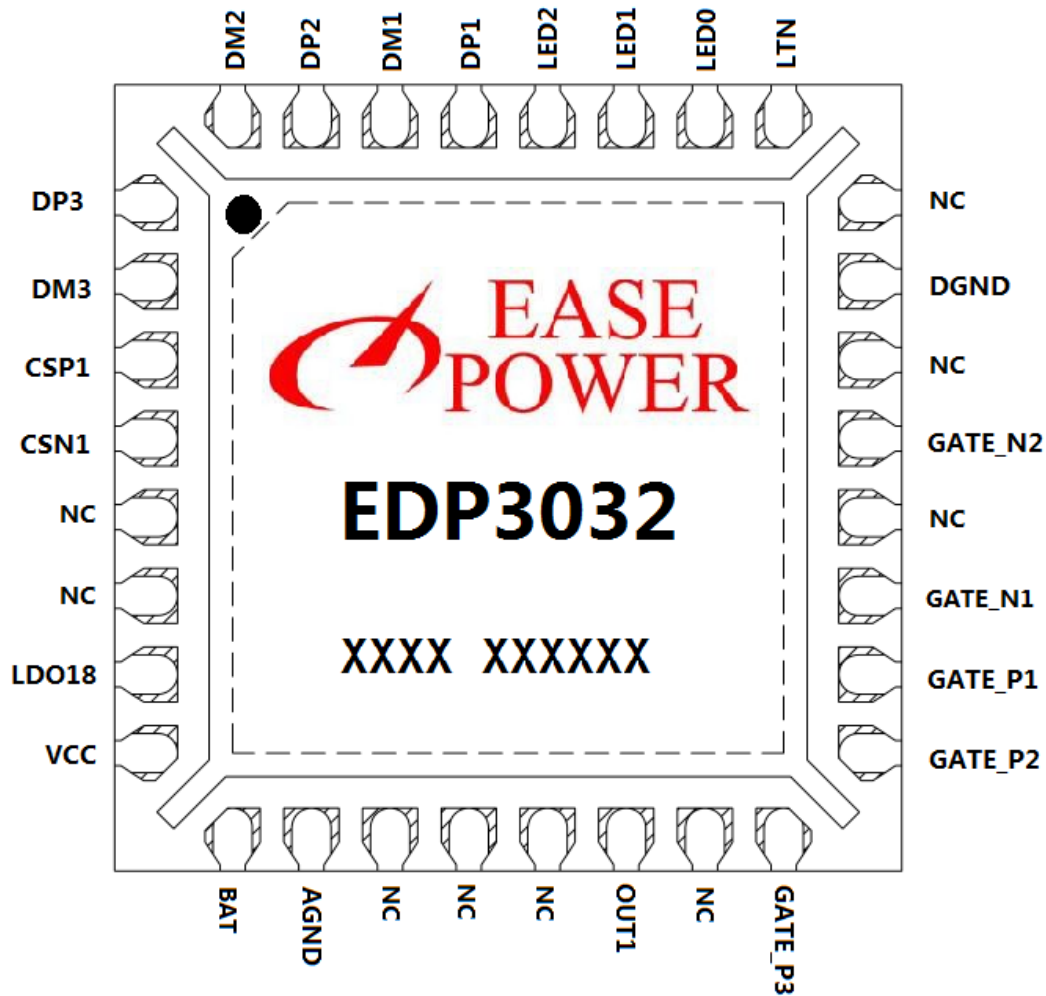 DM2
DP2
DM1
DP1
LED2
LED1
LED0
LTN
DP3
DM3
CSP1
CSN1
NC
NC
LDO18
VCC
EASE
POWER
EDP3032
XXXX XXXXXX
NC
DGND
NC
GATE_N2
NC
GATE_N1
GATE_P1
GATE_P2
BAT
AGND
NC
NC
NC
OUT1
NC
GATE_P3